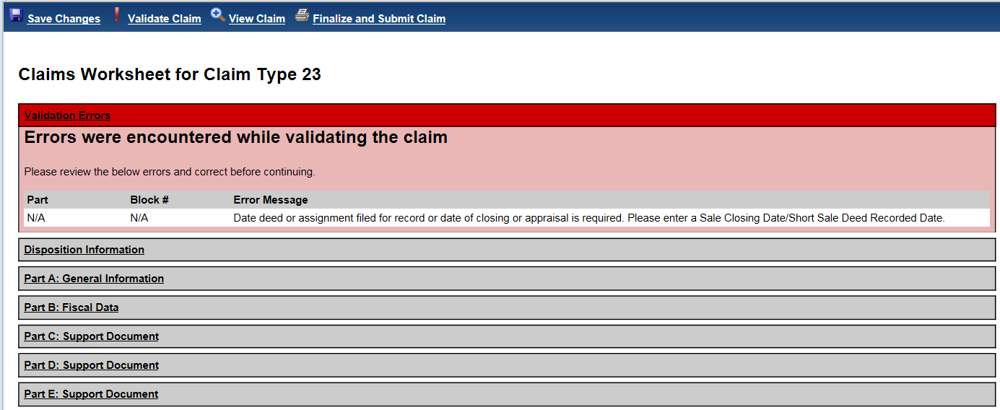 Save Changes Validate Claim View Claim Finalize and Submit Claim
Claims Worksheet for Claim Type 23
Validation Errors
Errors were encountered while validating the claim
Please review the below errors and correct before continuing.
Part Block # Error Message
N/A N/A Date deed or assignment filed for record or date of closing or appraisal is required. Please enter a Sale Closing Date/Short Sale Deed Recorded Date.
Disposition Information
Part A: General Information
Part B: Fiscal Data
Part C: Support Document
Part D: Support Document
Part E: Support Document